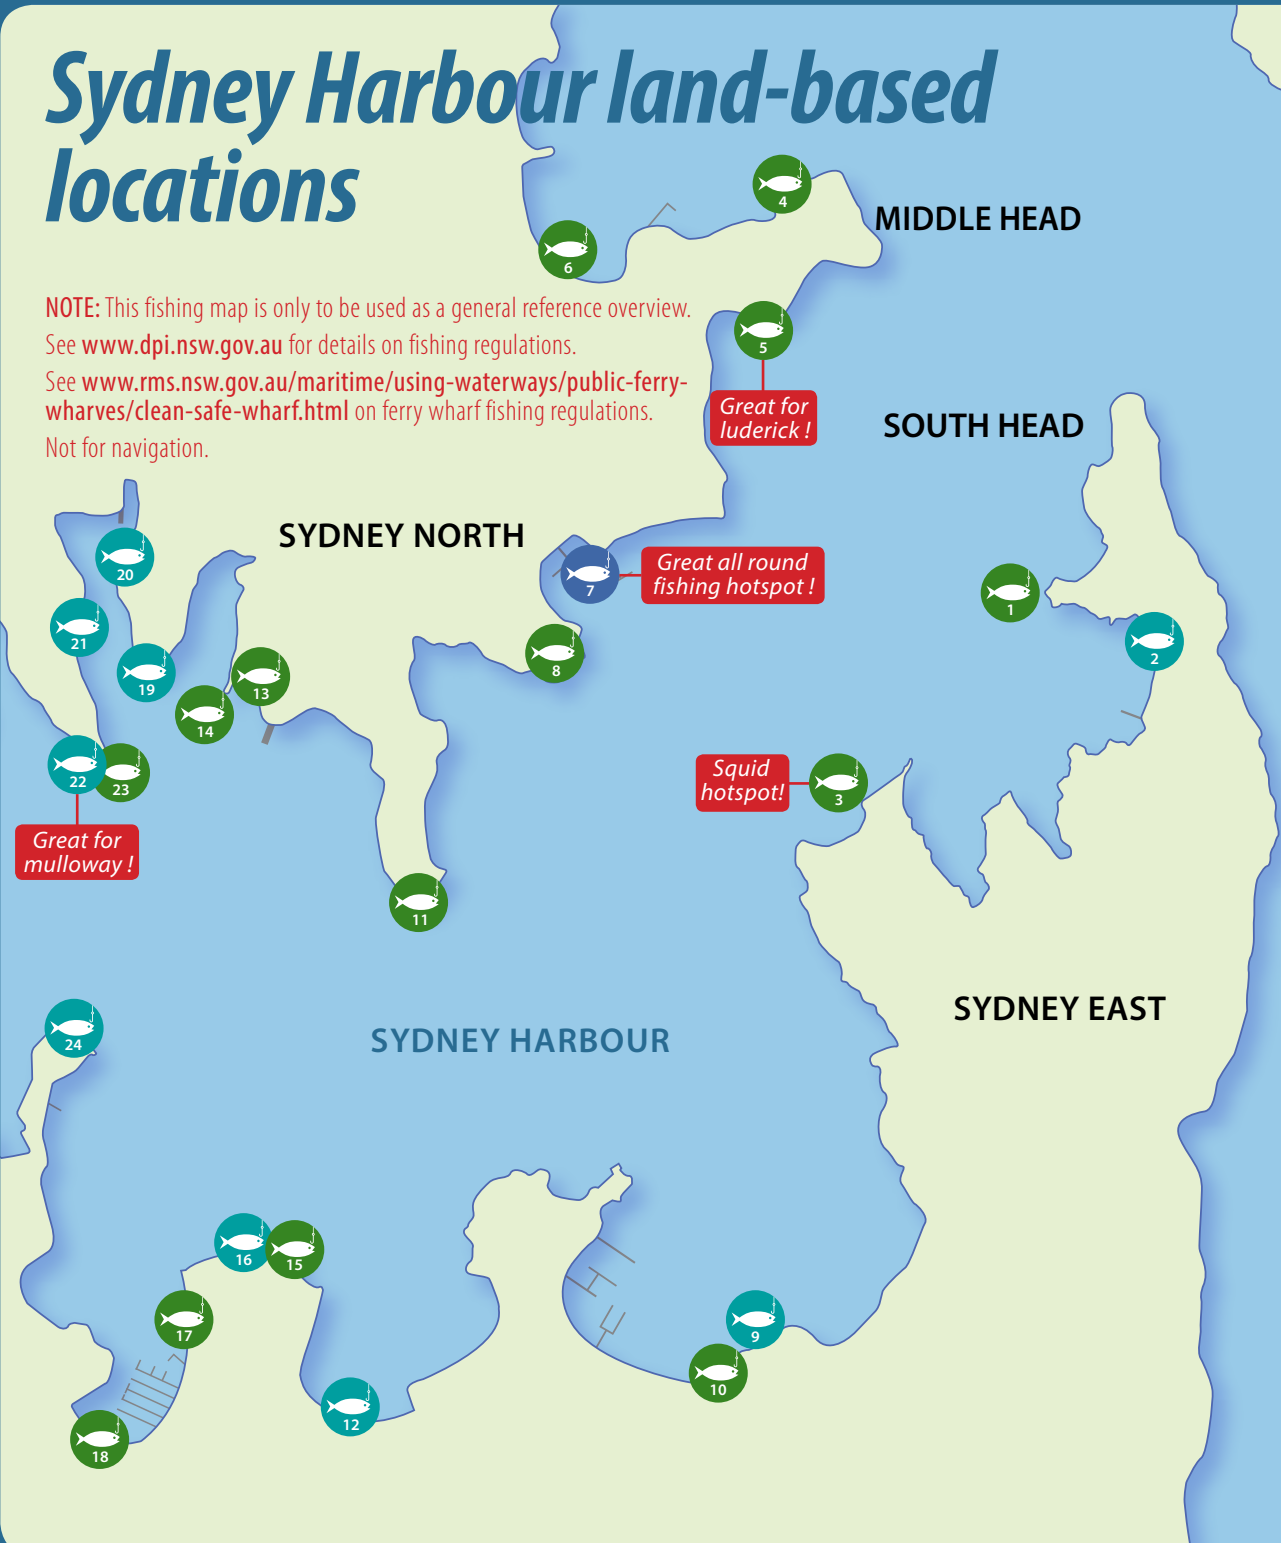 Sydney Harbour land-based
locations
4
MIDDLE HEAD
6
NOTE: This fishing map is only to be used as a general reference overview.
See www.dpi.nsw.gov.au for details on fishing regulations.
See www.rms.nsw.gov.au/maritime/using-waterways/public-ferry-
wharves/clean-safe-wharf.html on ferry wharf fishing regulations.
Not for navigation.
5
Great for
luderick !
SOUTH HEAD
SYDNEY NORTH
20
7
Great all round
fishing hotspot !
1
21
2
8
19
13
14
22
23
Squid
hotspot!
3
Great for
mulloway !
11
SYDNEY EAST
24
SYDNEY HARBOUR
16
15
17
9
10
12
18